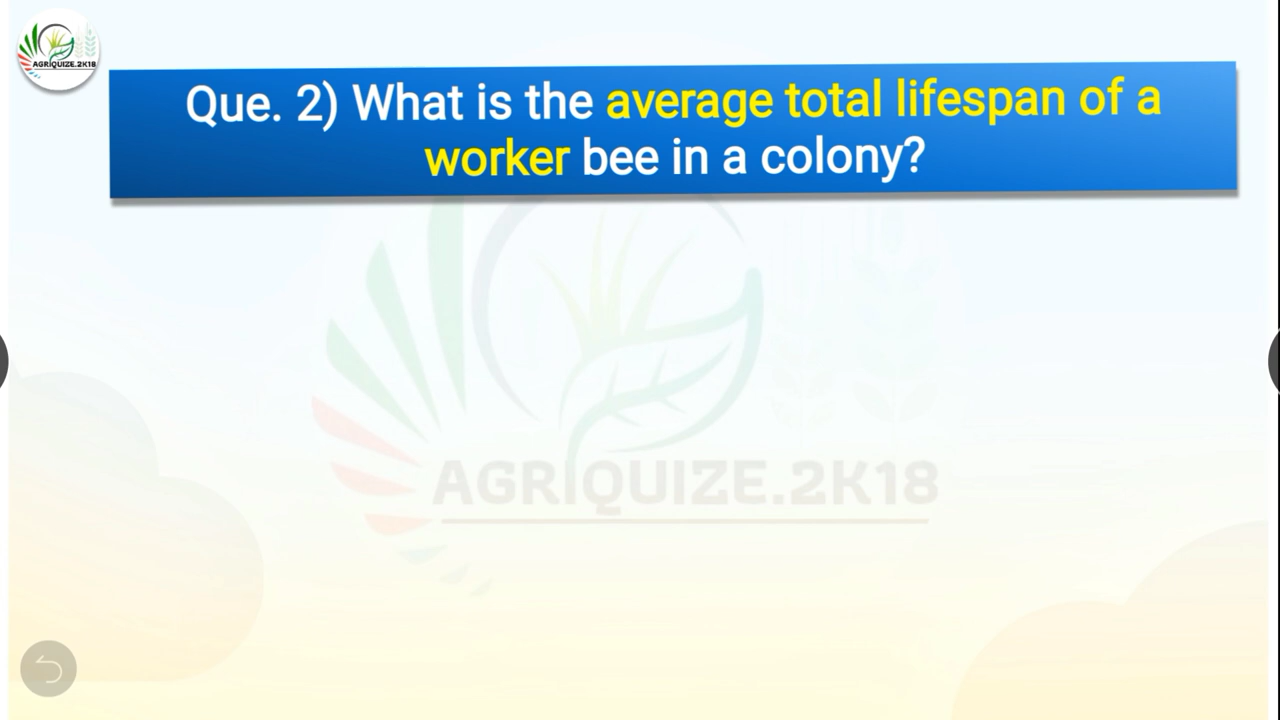 AGRIQUIZE.2K18
Que. 2) What is the average total lifespan of a
worker bee in a colony?
AGRIQUIZE.2K18